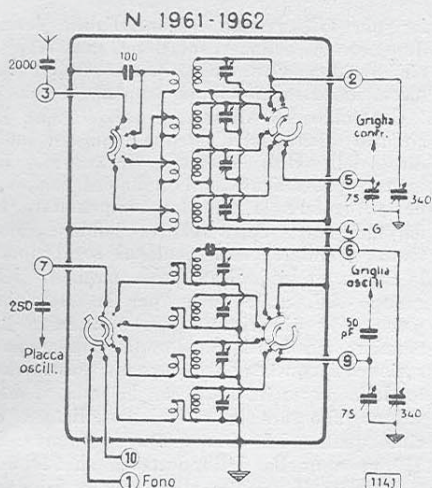 N. 1961-1962
2000
100
3
2
Griglia
contr.
5
75
340
4 -G
6
7
Griglia
oscill.
250
50
pF
Placca
oscill.
9
75
340
10
1 Fono
1141